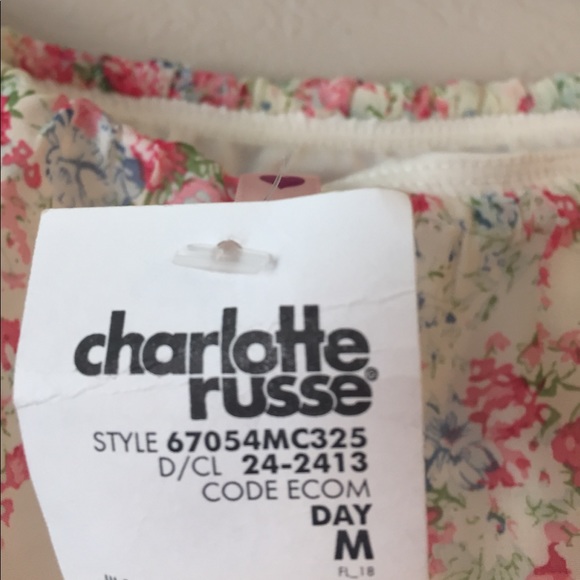 charlotte
russe®
STYLE 67054MC325
D/CL 24-2413
CODE ECOM
DAY
M
FL_18